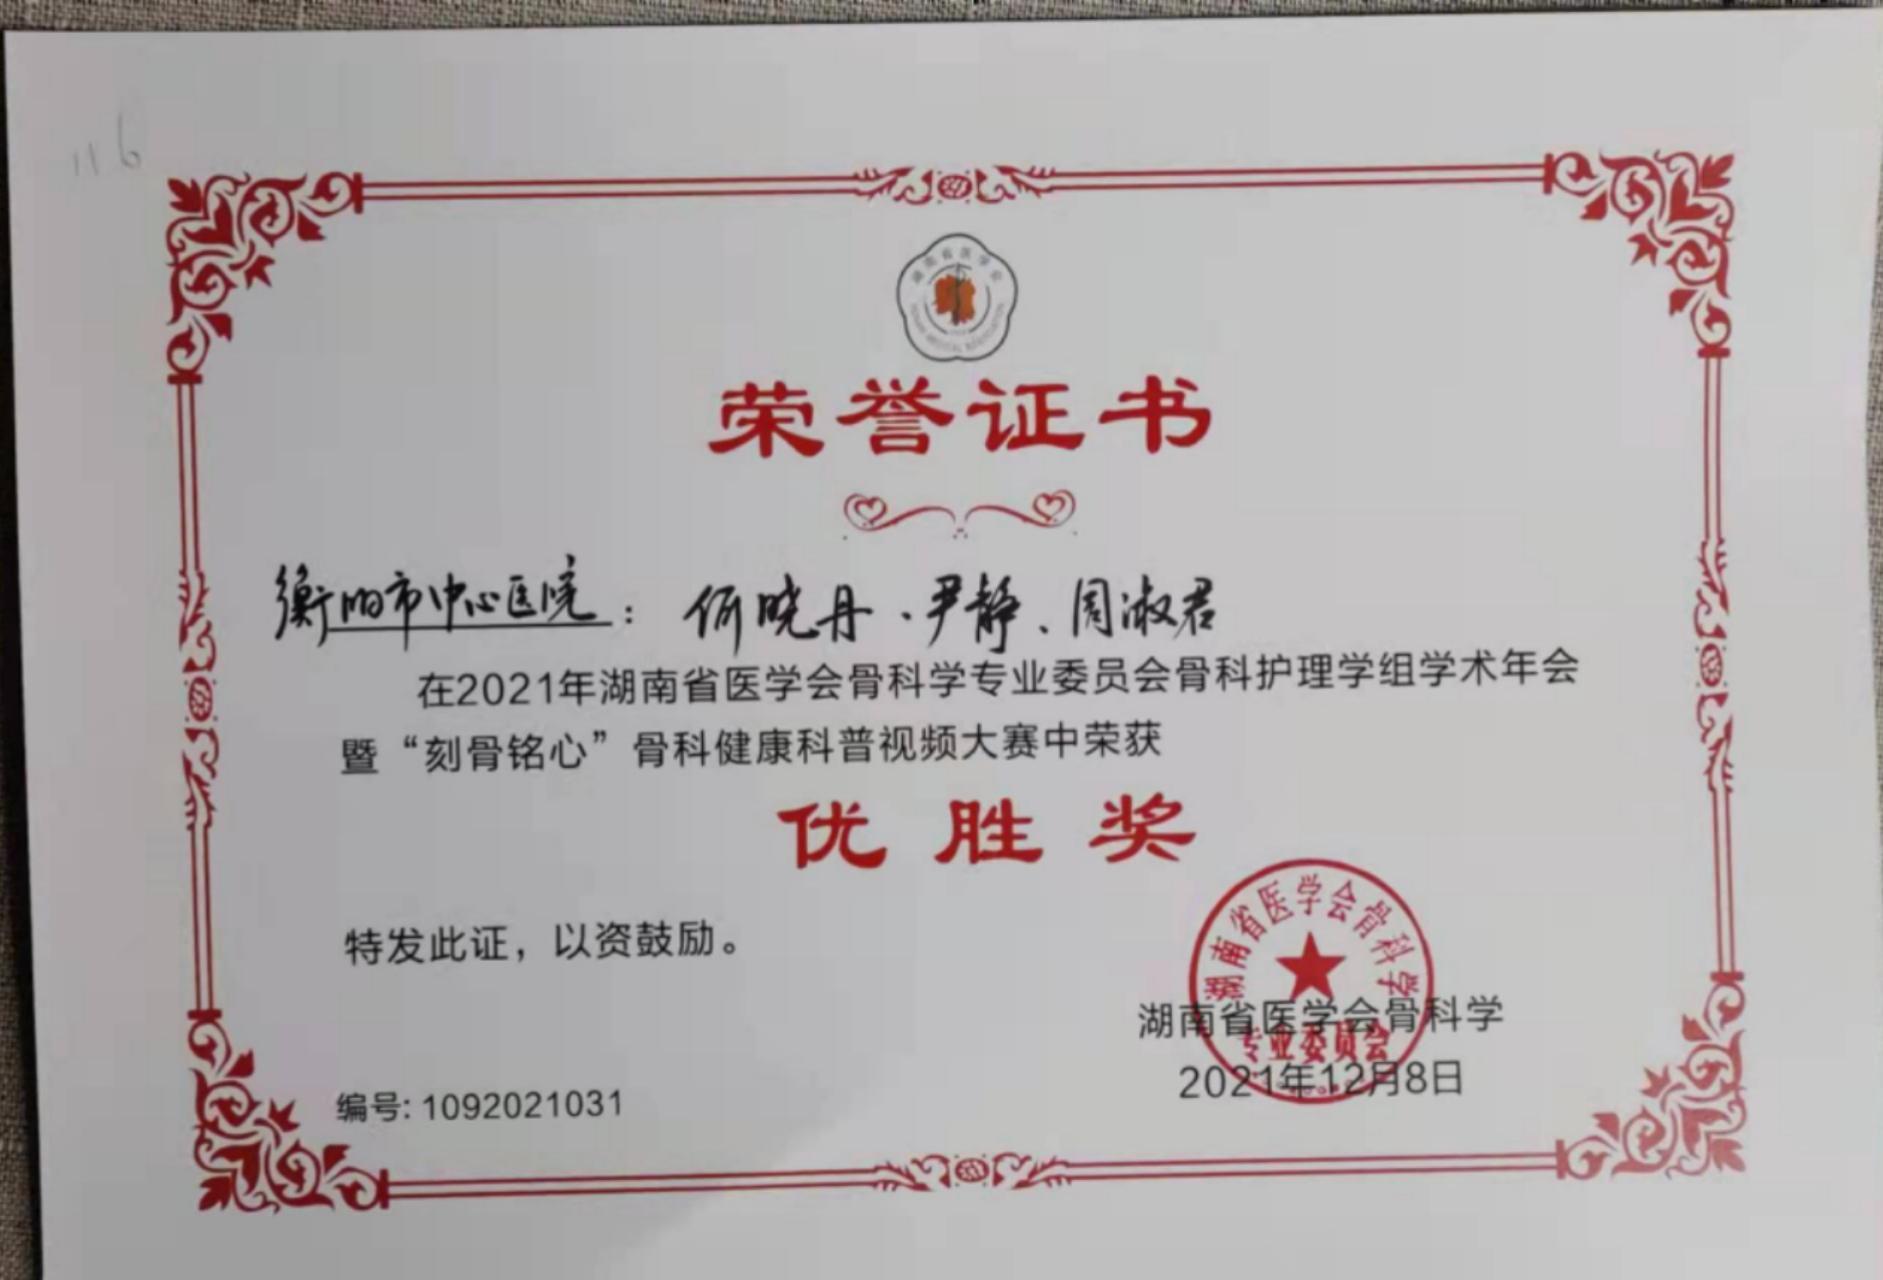 116
湖南省医学会
荣誉证书
衡阳市中心医院：何晓丹、尹静、周淑君
在2021年湖南省医学会骨科学专业委员会骨科护理学组学术年会
暨“刻骨铭心”骨科健康科普视频大赛中荣获
优胜奖
特发此证，以资鼓励。
湖南省医学会骨科学
专业委员会
湖南省医学会骨科学
2021年12月8日
编号: 1092021031